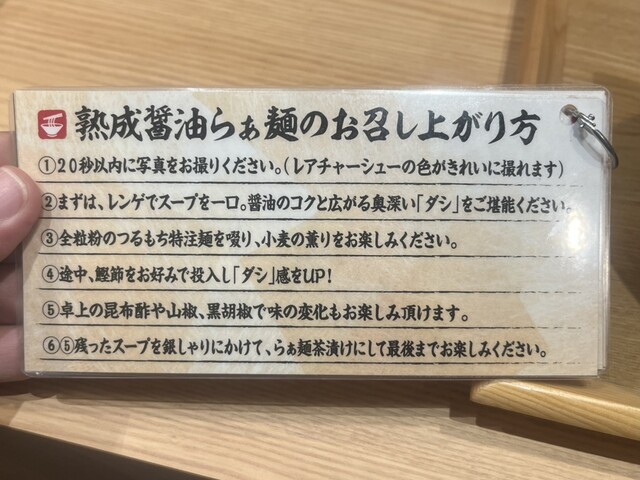 熟成醤油らぁ麺のお召し上がり方
①20秒以内に写真をお撮りください。(レアチャーシューの色がきれいに撮れます)
②まずは、レンゲでスープを一口。醤油のコクと広がる奥深い「ダシ」をご堪能ください。
③全粒粉のつるもち特注麺を啜り、小麦の薫りをお楽しみください。
④途中、鰹節をお好みで投入し「ダシ」感をUP!
⑤卓上の昆布酢や山椒、黒胡椒で味の変化もお楽しみ頂けます。
⑥⑤残ったスープを銀しゃりにかけて、らぁ麺茶漬けにして最後までお楽しみください。